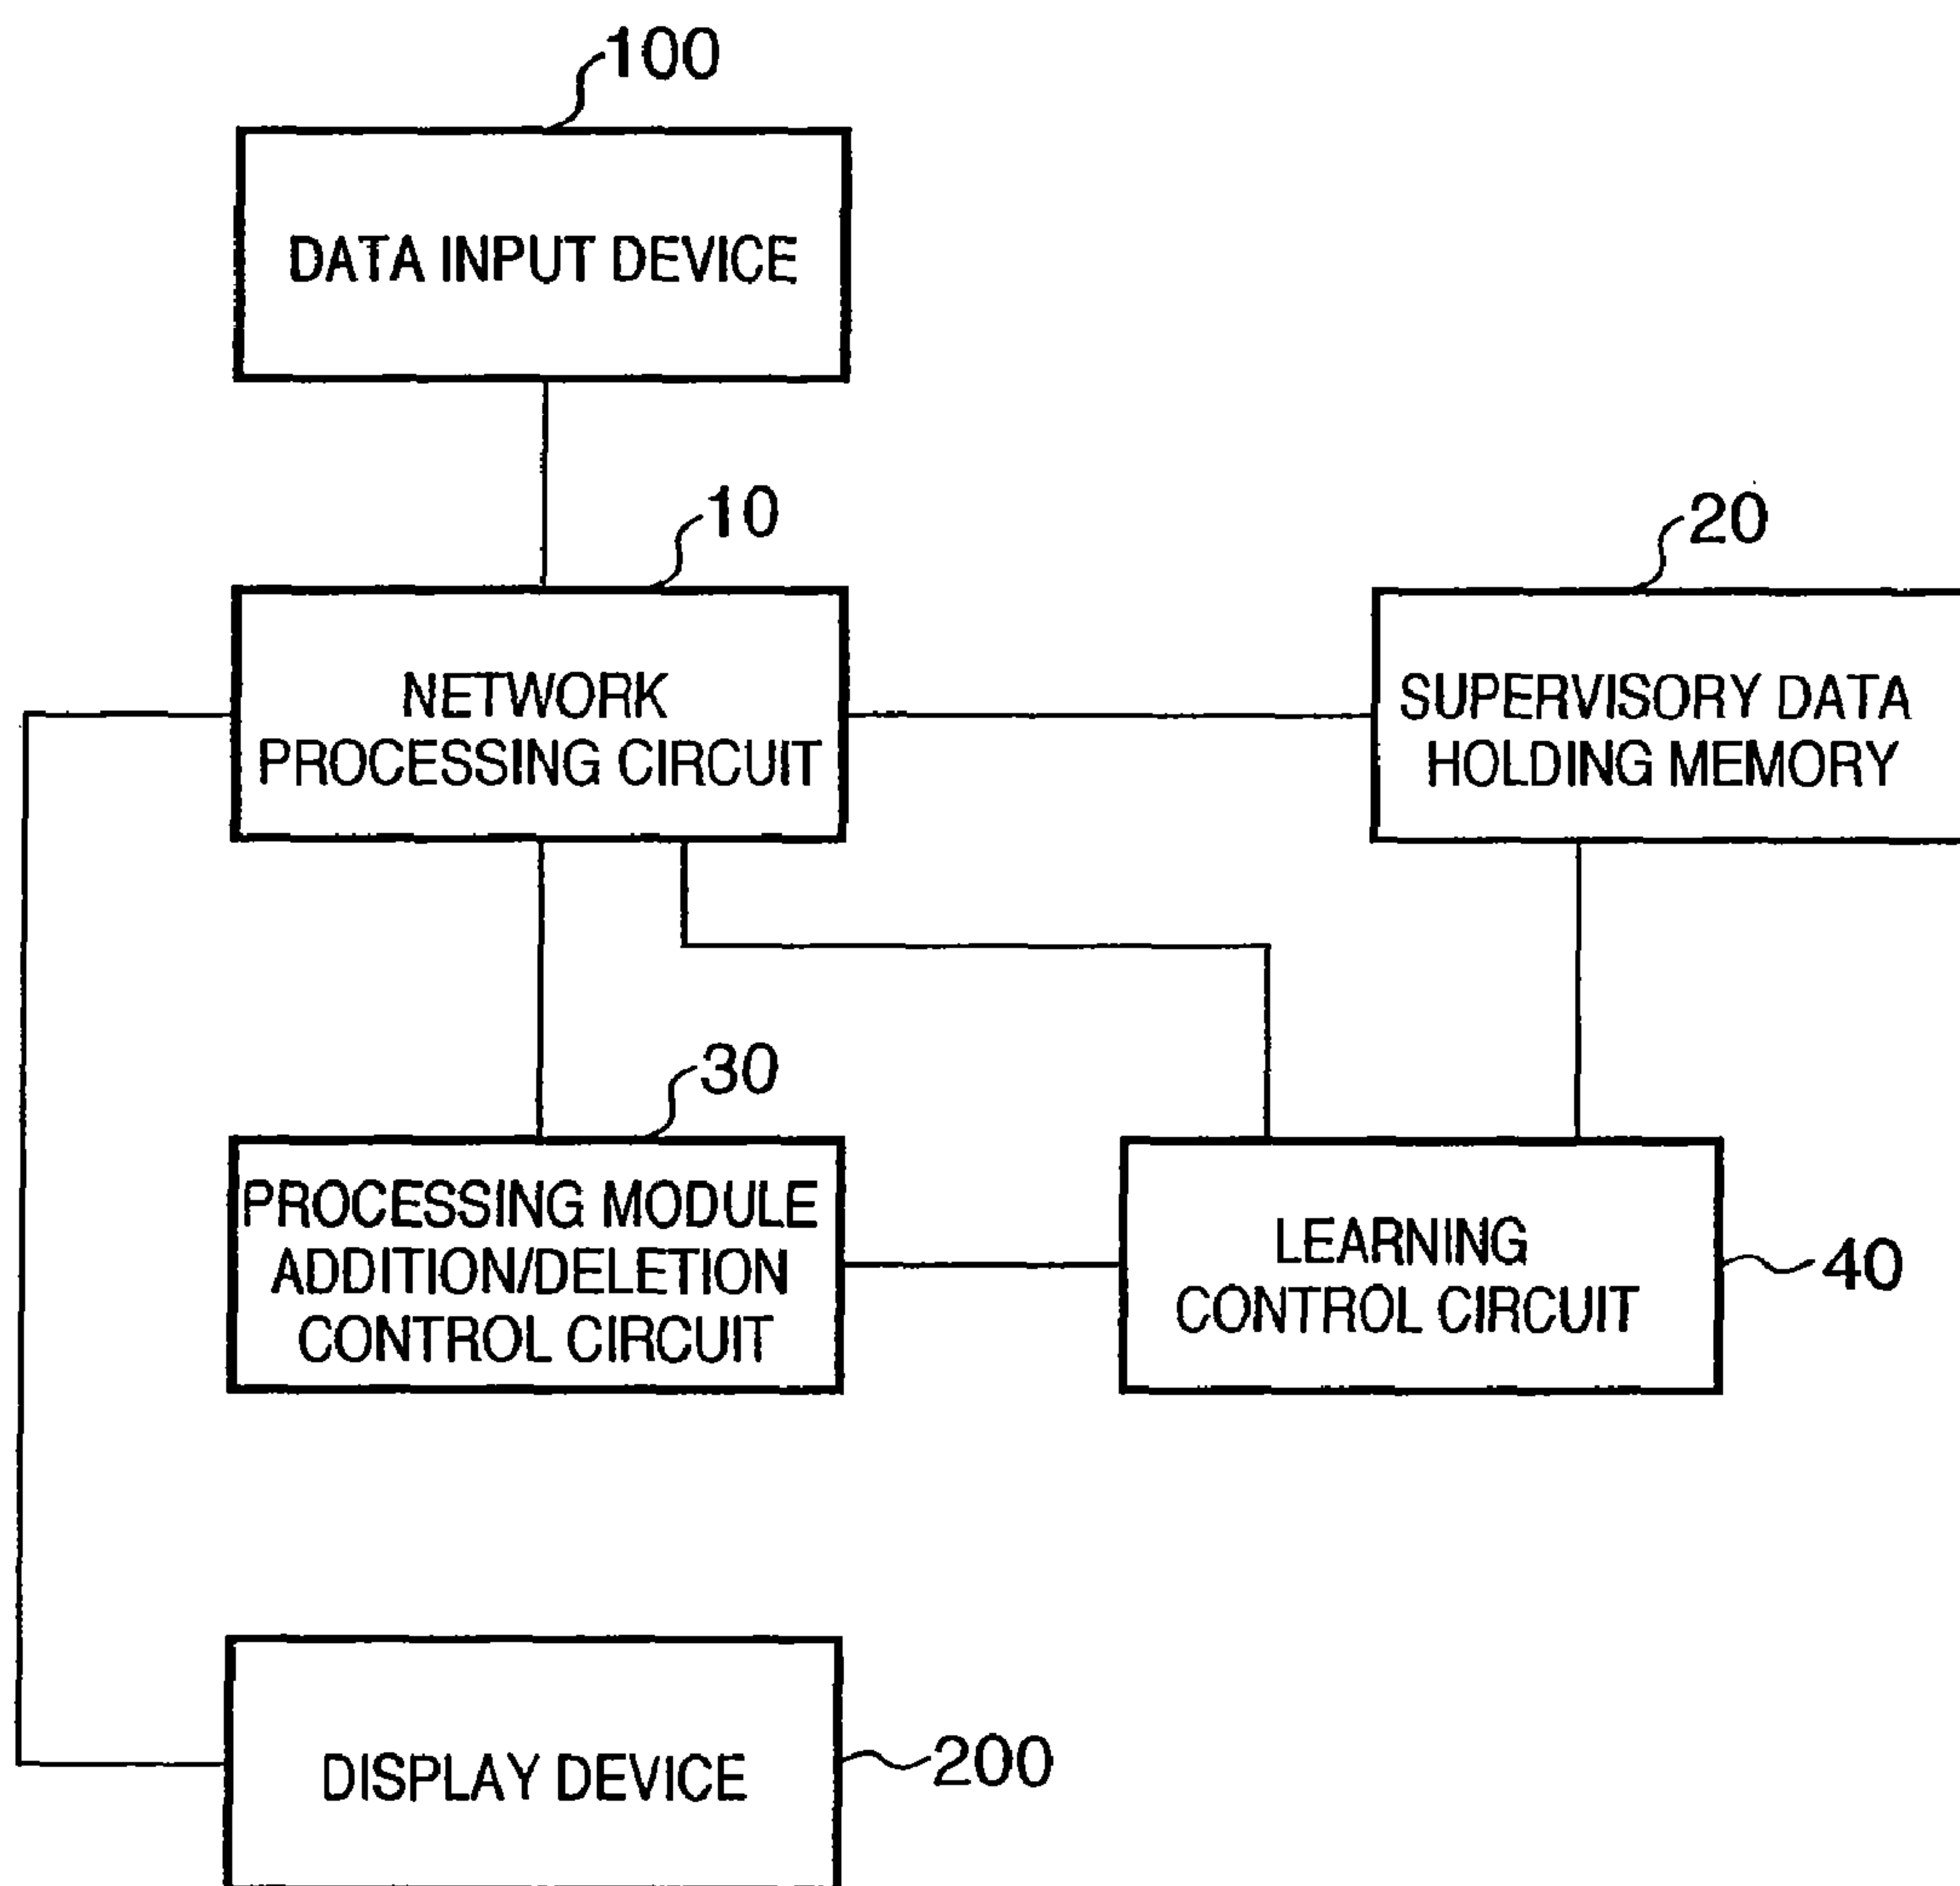 100
DATA INPUT DEVICE
10
20
NETWORK
PROCESSING CIRCUIT
SUPERVISORY DATA
HOLDING MEMORY
30
PROCESSING MODULE
ADDITION/DELETION
CONTROL CIRCUIT
LEARNING
CONTROL CIRCUIT
40
DISPLAY DEVICE
200